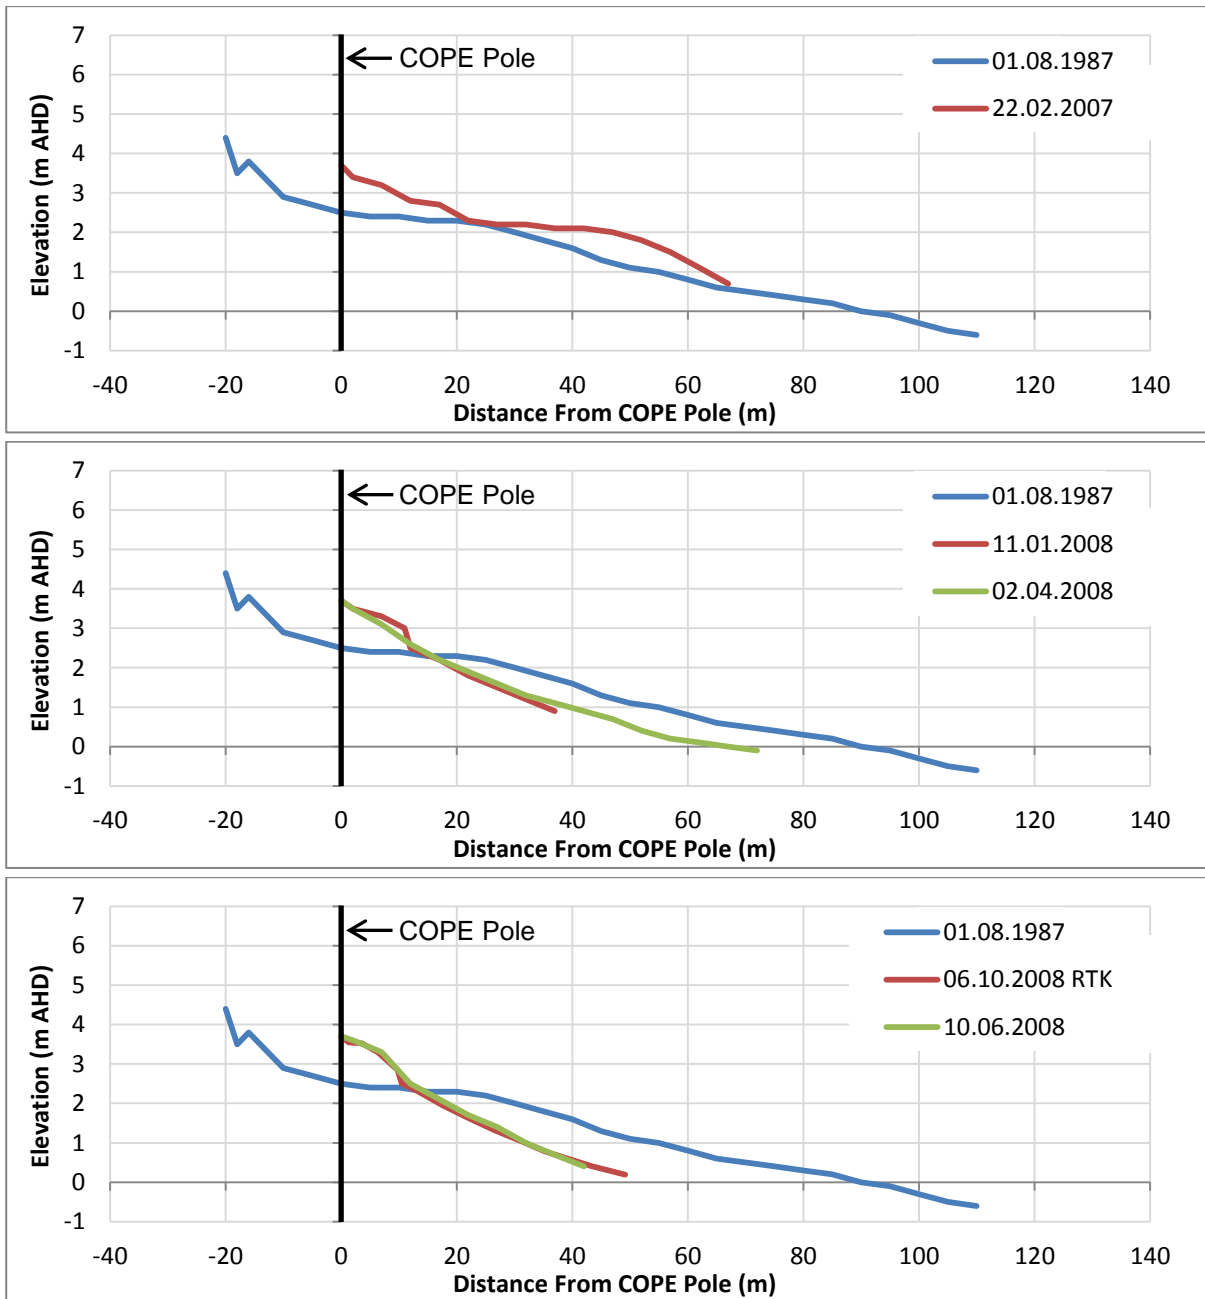 7
6
5
4
3
2
1
0
-1
Elevation (m AHD)
COPE Pole
01.08.1987
22.02.2007
-40 -20 0 20 40 60 80 100 120 140
Distance From COPE Pole (m)
7
6
5
4
3
2
1
0
-1
Elevation (m AHD)
COPE Pole
01.08.1987
11.01.2008
02.04.2008
-40 -20 0 20 40 60 80 100 120 140
Distance From COPE Pole (m)
7
6
5
4
3
2
1
0
-1
Elevation (m AHD)
COPE Pole
01.08.1987
06.10.2008 RTK
10.06.2008
-40 -20 0 20 40 60 80 100 120 140
Distance From COPE Pole (m)